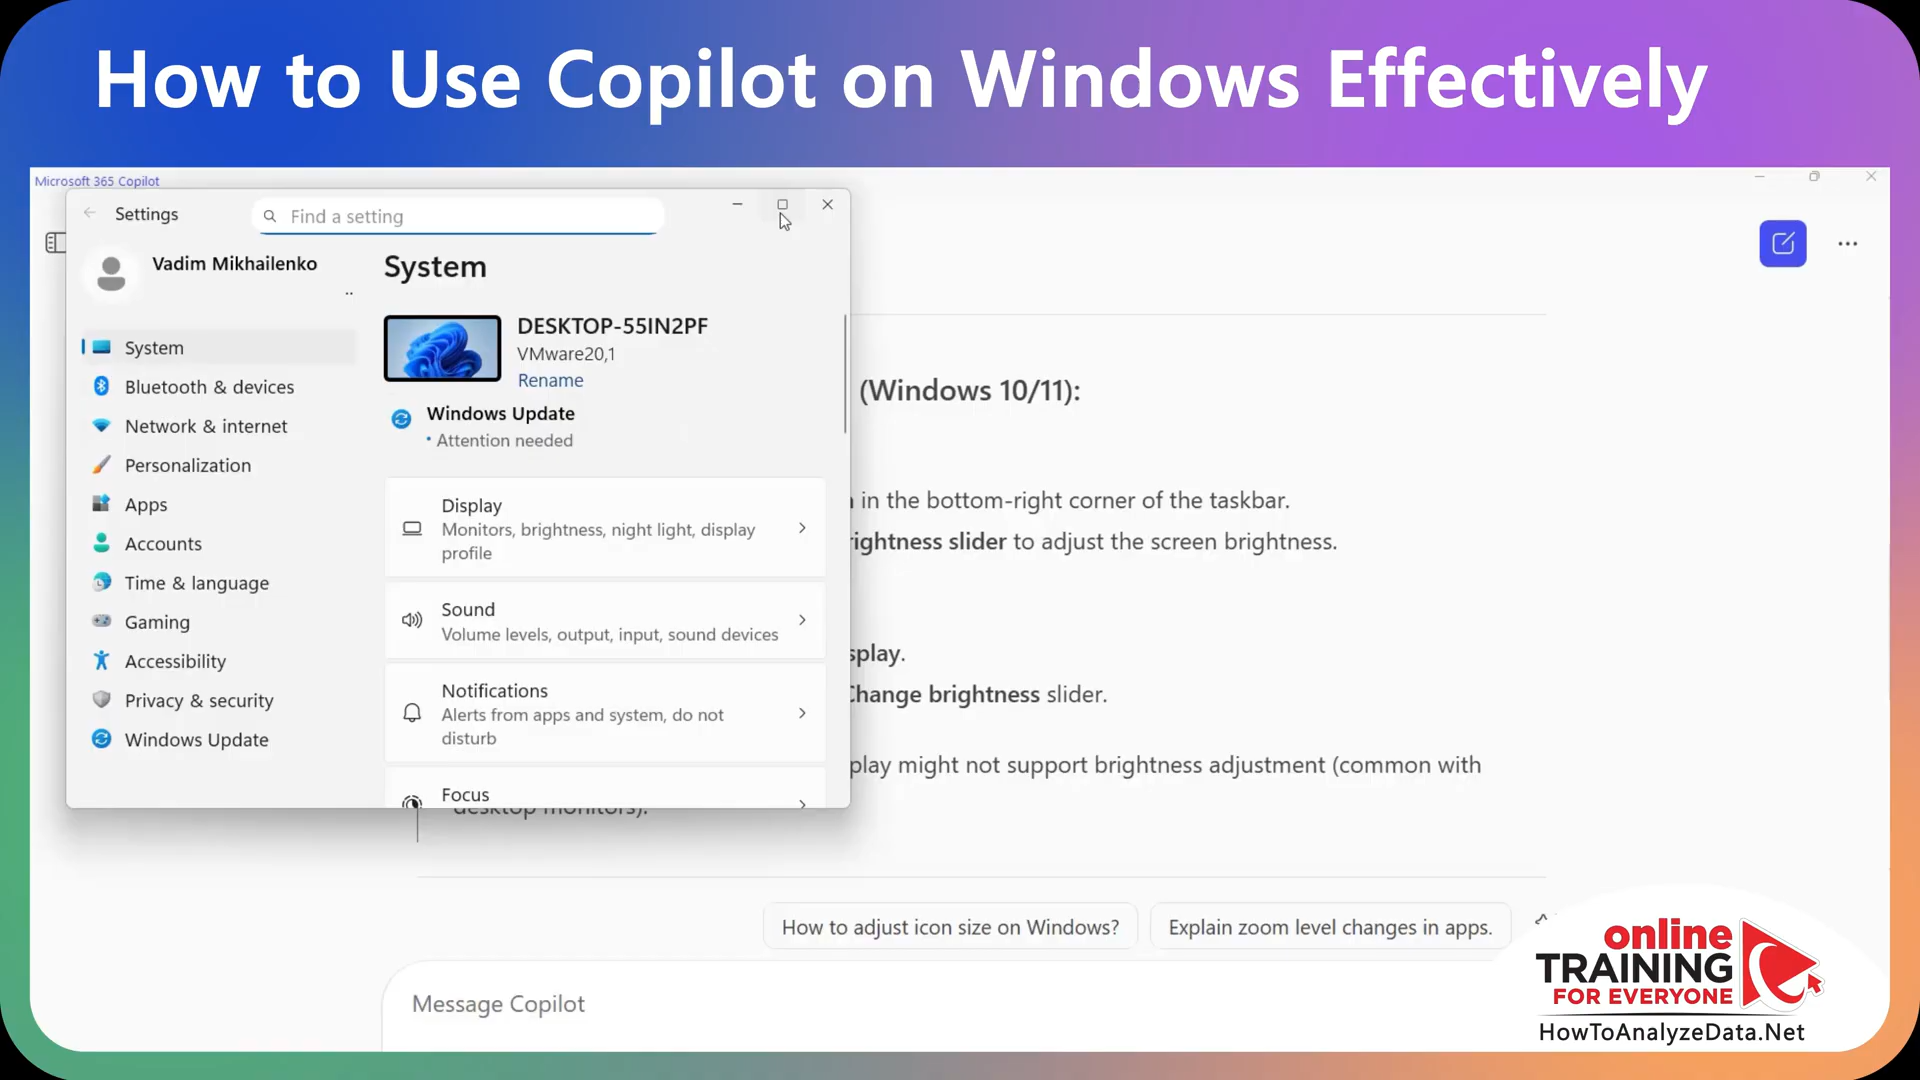 How to Use Copilot on Windows Effectively
Microsoft 365 Copilot
Settings
Find a setting
Vadim Mikhailenko
System
Bluetooth & devices
Network & internet
Personalization
Apps
Accounts
Time & language
Gaming
Accessibility
Privacy & security
Windows Update
System
DESKTOP-55IN2PF
VMware20,1
Rename
Windows Update
• Attention needed
Display
Monitors, brightness, night light, display
profile
Sound
Volume levels, output, input, sound devices
Notifications
Alerts from apps and system, do not
disturb
Focus
(Windows 10/11):
in the bottom-right corner of the taskbar.
rightness slider to adjust the screen brightness.
splay.
Change brightness slider.
play might not support brightness adjustment (common with
desktop monitors).
How to adjust icon size on Windows?
Explain zoom level changes in apps.
Message Copilot
online
TRAINING
FOR EVERYONE
HowToAnalyzeData.Net